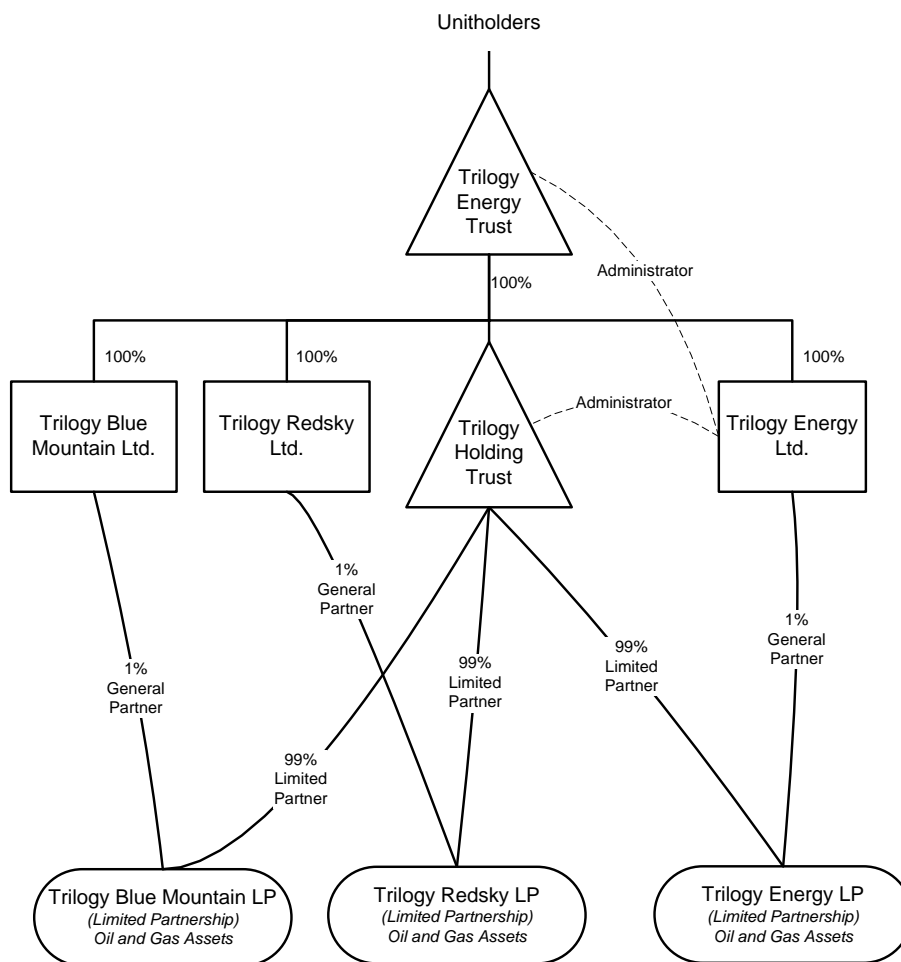 Unitholders
Trilogy
Energy
Trust
Administrator
100%
100%
100%
100%
Trilogy Blue
Mountain Ltd.
Trilogy Redsky
Ltd.
Trilogy
Holding
Trust
Administrator
Trilogy Energy
Ltd.
1%
General
Partner
1%
General
Partner
99%
Limited
Partner
99%
Limited
Partner
99%
Limited
Partner
1%
General
Partner
Trilogy Blue Mountain LP
(Limited Partnership)
Oil and Gas Assets
Trilogy Redsky LP
(Limited Partnership)
Oil and Gas Assets
Trilogy Energy LP
(Limited Partnership)
Oil and Gas Assets